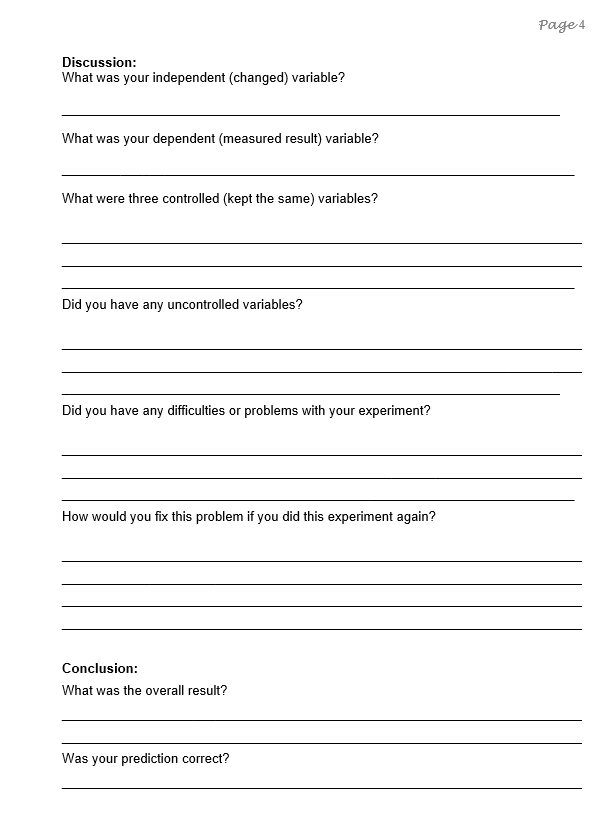 Page 4
Discussion:
What was your independent (changed) variable?
What was your dependent (measured result) variable?
What were three controlled (kept the same) variables?
Did you have any uncontrolled variables?
Did you have any difficulties or problems with your experiment?
How would you fix this problem if you did this experiment again?
Conclusion:
What was the overall result?
Was your prediction correct?